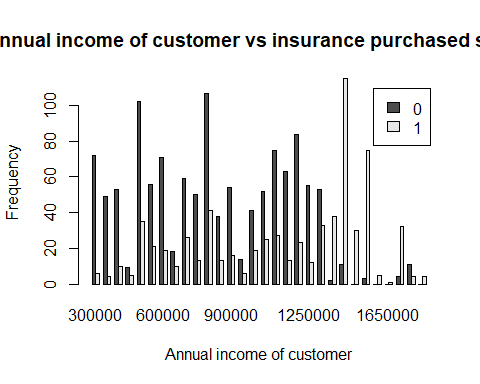 nnual income of customer vs insurance purchased s
0
1
Frequency
100
80
60
40
20
0
300000 600000 900000 1250000 1650000
Annual income of customer